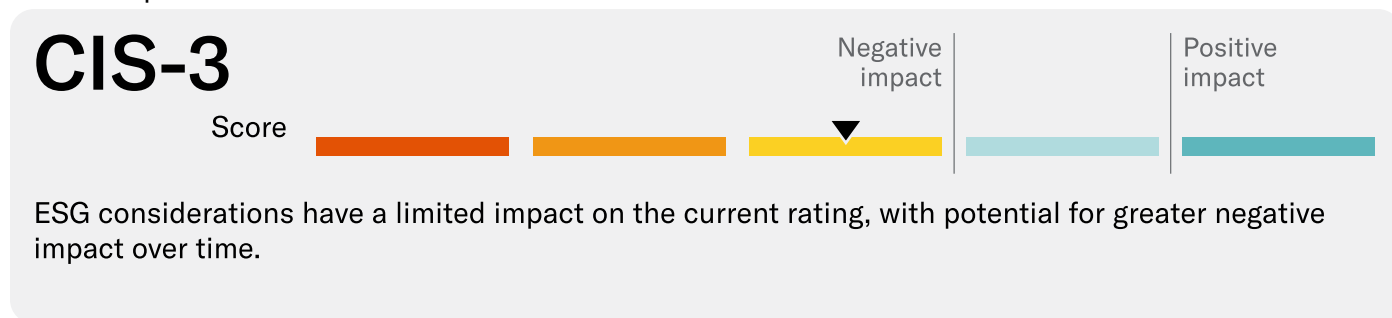 CIS-3
Negative
impact
Positive
impact
Score
ESG considerations have a limited impact on the current rating, with potential for greater negative
impact over time.